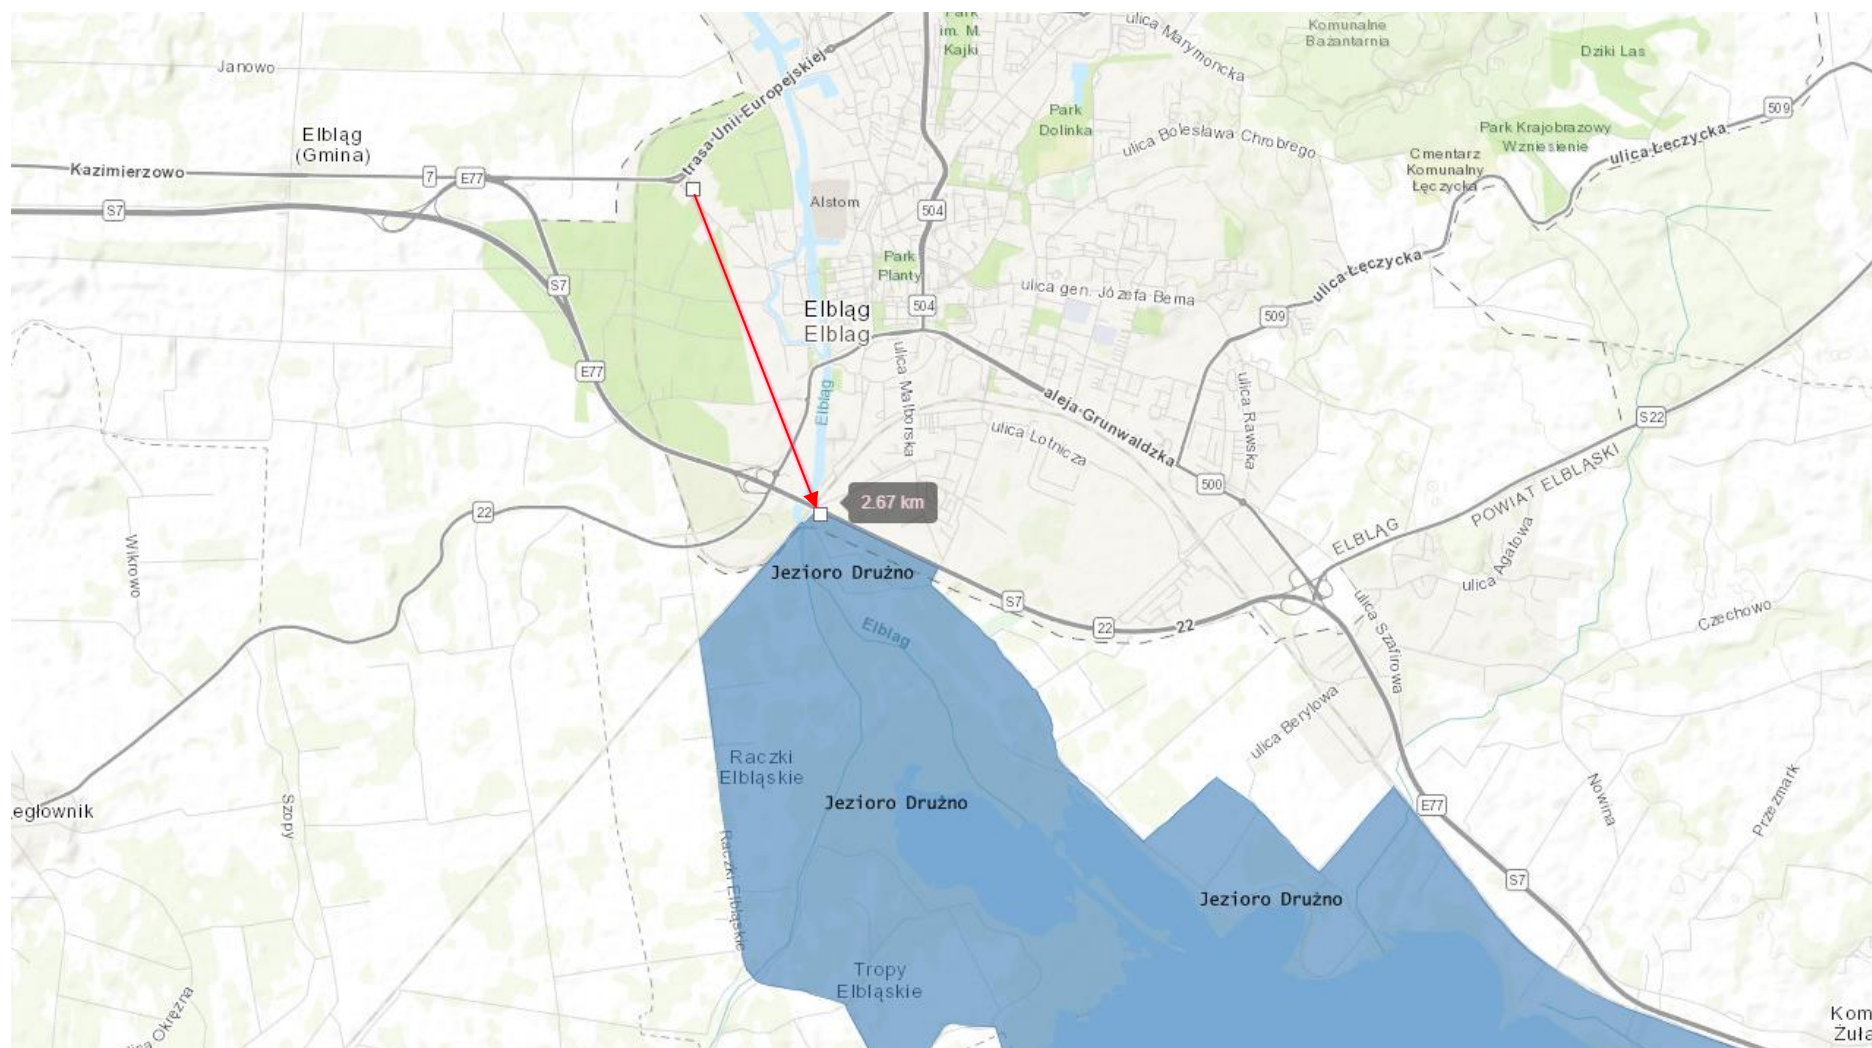 Park
im. M.
Kajki
ulica Marymoncka
Komunalne
Bażantarnia
Dziki Las
Janowo
trasa Unii Europejskiej
Park
Dolinka
509
Elbląg
(Gmina)
ulica Bolesława Chrobrego
Park Krajobrazowy
Wzniesienie
ulica Łęczycka
Cmentarz
Komunalny
Łęczycka
Kazimierzowo
7
E77
S7
Alstom
504
Park
Planty
ulica Łęczycka
S7
ulica gen. Józefa Bema
504
Elbląg
Elbląg
509
E77
ulica Malborska
Elbląg
aleja Grunwaldzka
ulica Rawska
S22
ulica Lotnicza
500
2.67 km
22
POWIAT ELBLĄSKI
ELBLĄG
Wikrowo
Jezioro Drużno
ulica Agatowa
S7
22
22
ulica Szafirowa
Czechowo
Elbląg
ulica Berylowa
Raczki
Elbląskie
Nowina
Przezmark
Jezioro Drużno
E77
egłownik
Szopy
Raczki Elbląskie
S7
Jezioro Drużno
Tropy
Elbląskie
Okrężna
Kom
Żuła